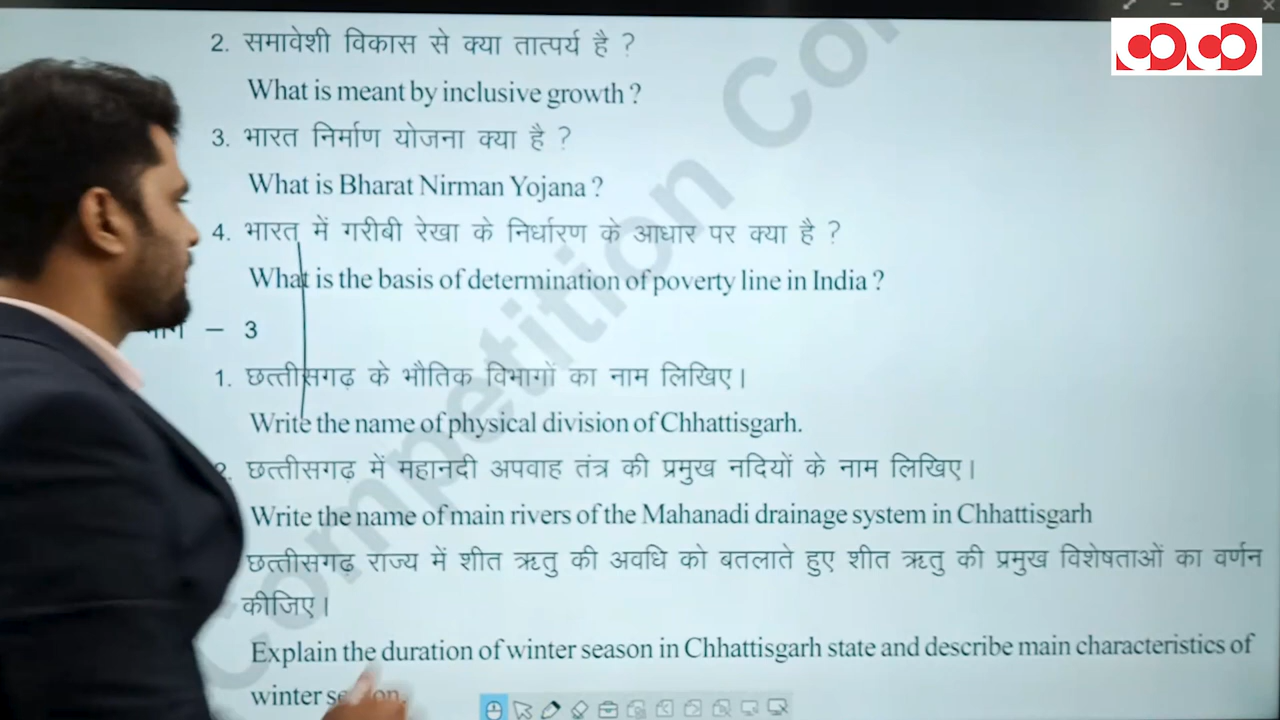 2. समावेशी विकास से क्या तात्पर्य है ?
What is meant by inclusive growth ?
3. भारत निर्माण योजना क्या है ?
What is Bharat Nirman Yojana ?
4. भारत में गरीबी रेखा के निर्धारण के आधार पर क्या है ?
What is the basis of determination of poverty line in India ?
– 3
1. छत्तीसगढ़ के भौतिक विभागों का नाम लिखिए।
Write the name of physical division of Chhattisgarh.
2. छत्तीसगढ़ में महानदी अपवाह तंत्र की प्रमुख नदियों के नाम लिखिए।
Write the name of main rivers of the Mahanadi drainage system in Chhattisgarh
छत्तीसगढ़ राज्य में शीत ऋतु की अवधि को बतलाते हुए शीत ऋतु की प्रमुख विशेषताओं का वर्णन
कीजिए।
Explain the duration of winter season in Chhattisgarh state and describe main characteristics of
winter
Competition